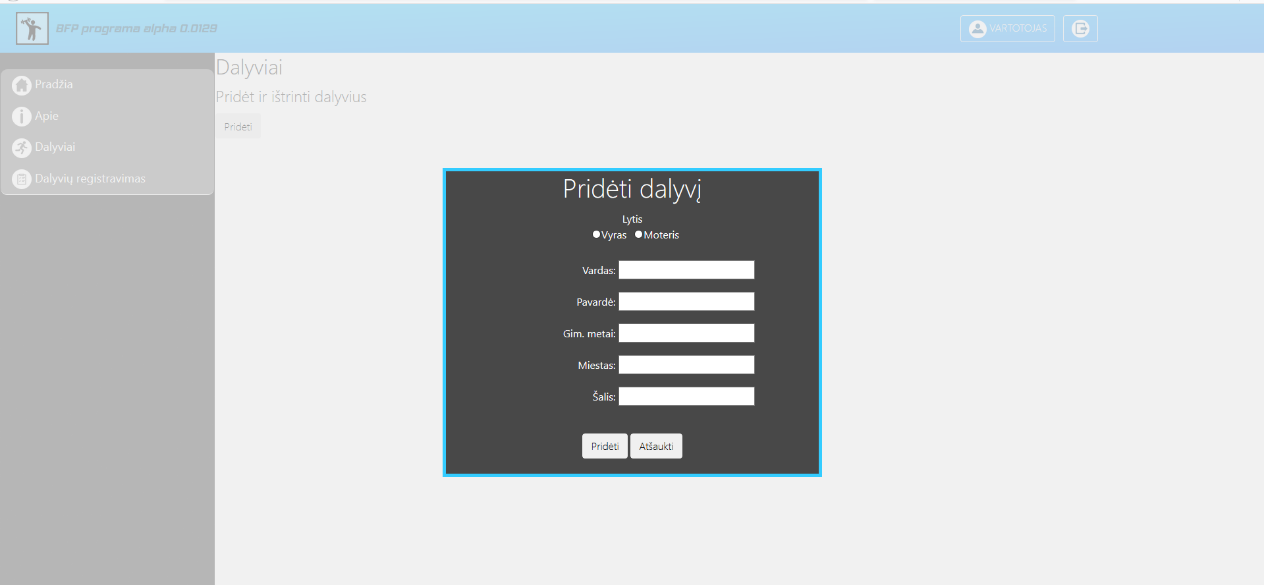 BFP programa alpha 0.0129
VARTOTOJAS
Pradžia
Apie
Dalyviai
Dalyvių registravimas
Dalyviai
Pridėt ir ištrinti dalyvius
Pridėti
Pridėti dalyvį
Lytis
Vyras Moteris
Vardas:
Pavardė:
Gim. metai:
Miestas:
Šalis:
Pridėti Atšaukti